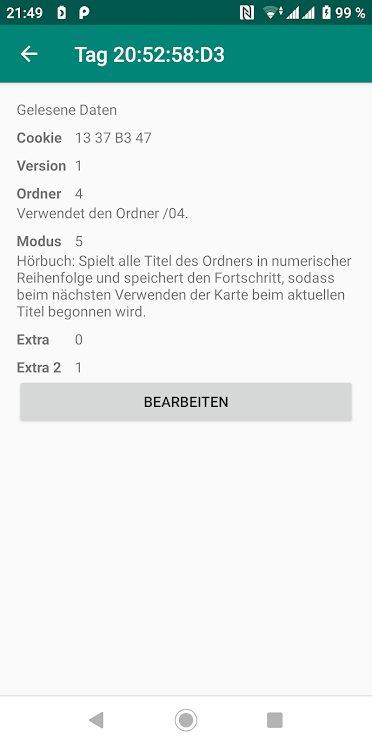 21:49 99 %
Tag 20:52:58:D3
Gelesene Daten
Cookie 13 37 B3 47
Version 1
Ordner 4
Verwendet den Ordner /04.
Modus 5
Hörbuch: Spielt alle Titel des Ordners in numerischer
Reihenfolge und speichert den Fortschritt, sodass
beim nächsten Verwenden der Karte beim aktuellen
Titel begonnen wird.
Extra 0
Extra 2 1
BEARBEITEN